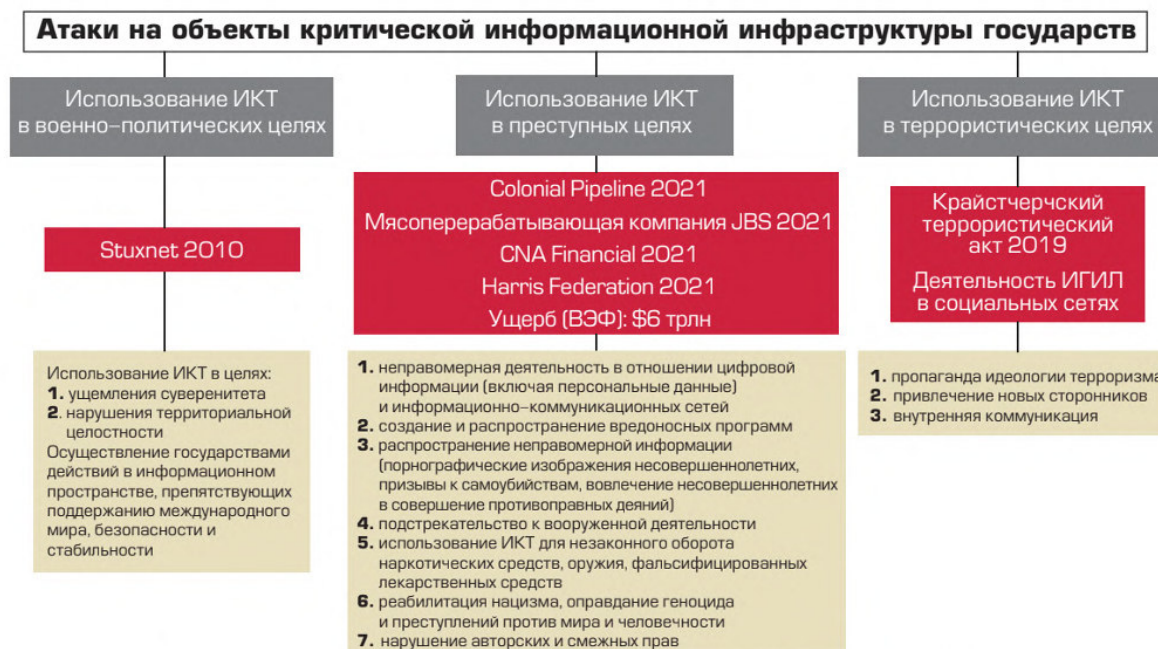 Атаки на объекты критической информационной инфраструктуры государств
Использование ИКТ
в военно–политических целях
Stuxnet 2010
Использование ИКТ в целях:
1. ущемления суверенитета
2. нарушения территориальной
целостности
Осуществление государствами
действий в информационном
пространстве, препятствующих
поддержанию международного
мира, безопасности и
стабильности
Использование ИКТ
в преступных целях
Colonial Pipeline 2021
Мясоперерабатывающая компания JBS 2021
CNA Financial 2021
Harris Federation 2021
Ущерб (ВЭФ): $6 трлн
1. неправомерная деятельность в отношении цифровой
информации (включая персональные данные)
и информационно–коммуникационных сетей
2. создание и распространение вредоносных программ
3. распространение неправомерной информации
(порнографические изображения несовершеннолетних,
призывы к самоубийствам, вовлечение несовершеннолетних
в совершение противоправных деяний)
4. подстрекательство к вооруженной деятельности
5. использование ИКТ для незаконного оборота
наркотических средств, оружия, фальсифицированных
лекарственных средств
6. реабилитация нацизма, оправдание геноцида
и преступлений против мира и человечности
7. нарушение авторских и смежных прав
Использование ИКТ
в террористических целях
Крайстчерчский
террористический
акт 2019
Деятельность ИГИЛ
в социальных сетях
1. пропаганда идеологии терроризма
2. привлечение новых сторонников
3. внутренняя коммуникация